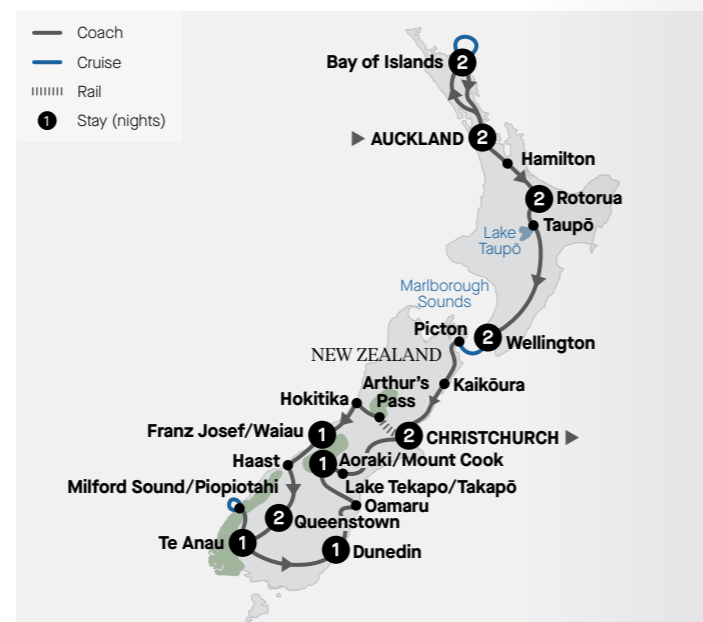 Coach
Cruise
Rail
1 Stay (nights)
Bay of Islands 2
▶ AUCKLAND 2
Hamilton
2 Rotorua
Taupō
Lake
Taupō
Marlborough
Sounds
Picton
2 Wellington
NEW ZEALAND
Kaikōura
Arthur's
Pass
Hokitika
Franz Josef/Waiau 1
2 CHRISTCHURCH ▶
Haast
1 Aoraki/Mount Cook
Lake Tekapo/Takapō
Milford Sound/Piopiotahi
Oamaru
2 Queenstown
Te Anau 1
1 Dunedin